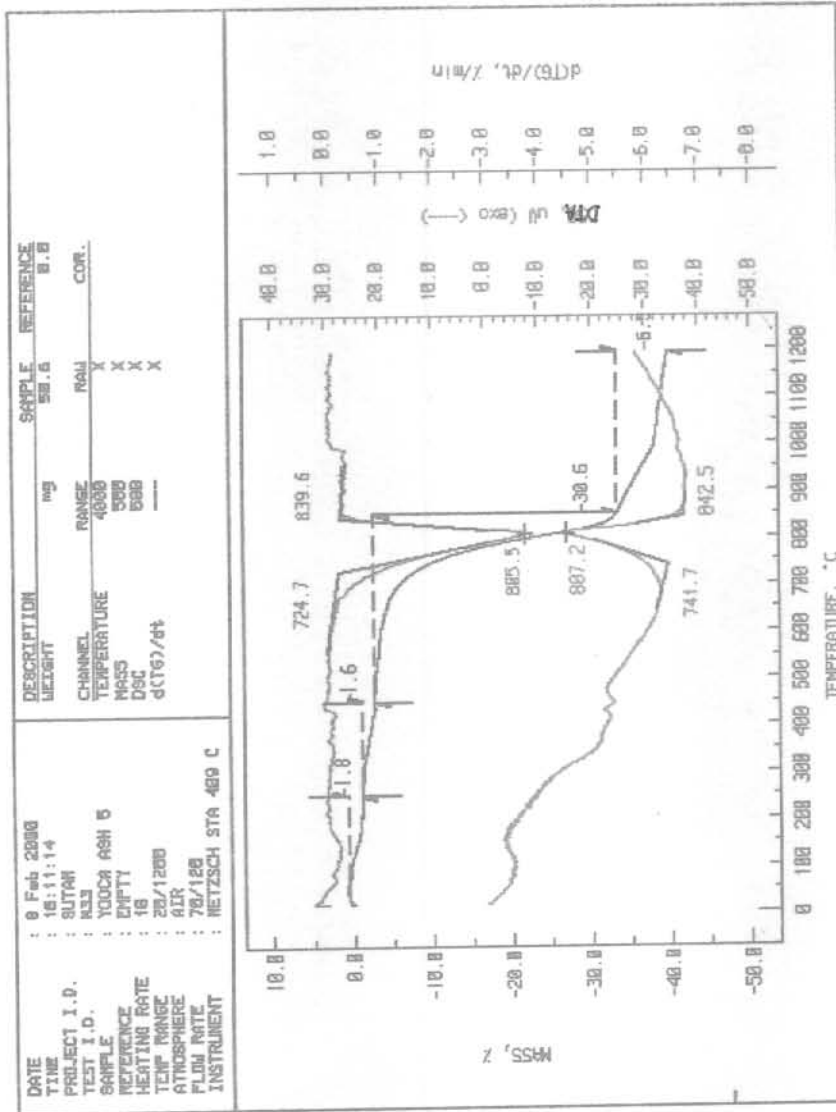 DATE : 8 Feb 2000
TIME : 16:11:14
PROJECT I.D. : SUTAM
TEST I.D. : N33
SAMPLE : YOOCA ASH 5
REFERENCE : EMPTY
HEATING RATE : 10
TEMP RANGE : 20/1200
ATMOSPHERE : AIR
FLOW RATE : 70/120
INSTRUMENT : NETZSCH STA 409 C
DESCRIPTION SAMPLE REFERENCE
WEIGHT mg 50.6 0.0
CHANNEL RANGE RAW COR.
TEMPERATURE 4000 X
MASS 500 X
DSC 500 X
d(TG)/dt --- X
MASS, %
10.0
0.0
-10.0
-20.0
-30.0
-40.0
-50.0
-1.8
-1.6
-30.6
-6.
724.7
839.6
805.5
807.2
741.7
842.5
0 100 200 300 400 500 600 700 800 900 1000 1100 1200
TEMPERATURE, °C
40.0
30.0
20.0
10.0
0.0
-10.0
-20.0
-30.0
-40.0
-50.0
DTA, uV (exo (---)
1.0
0.0
-1.0
-2.0
-3.0
-4.0
-5.0
-6.0
-7.0
-8.0
d(TG)/dt, %/min